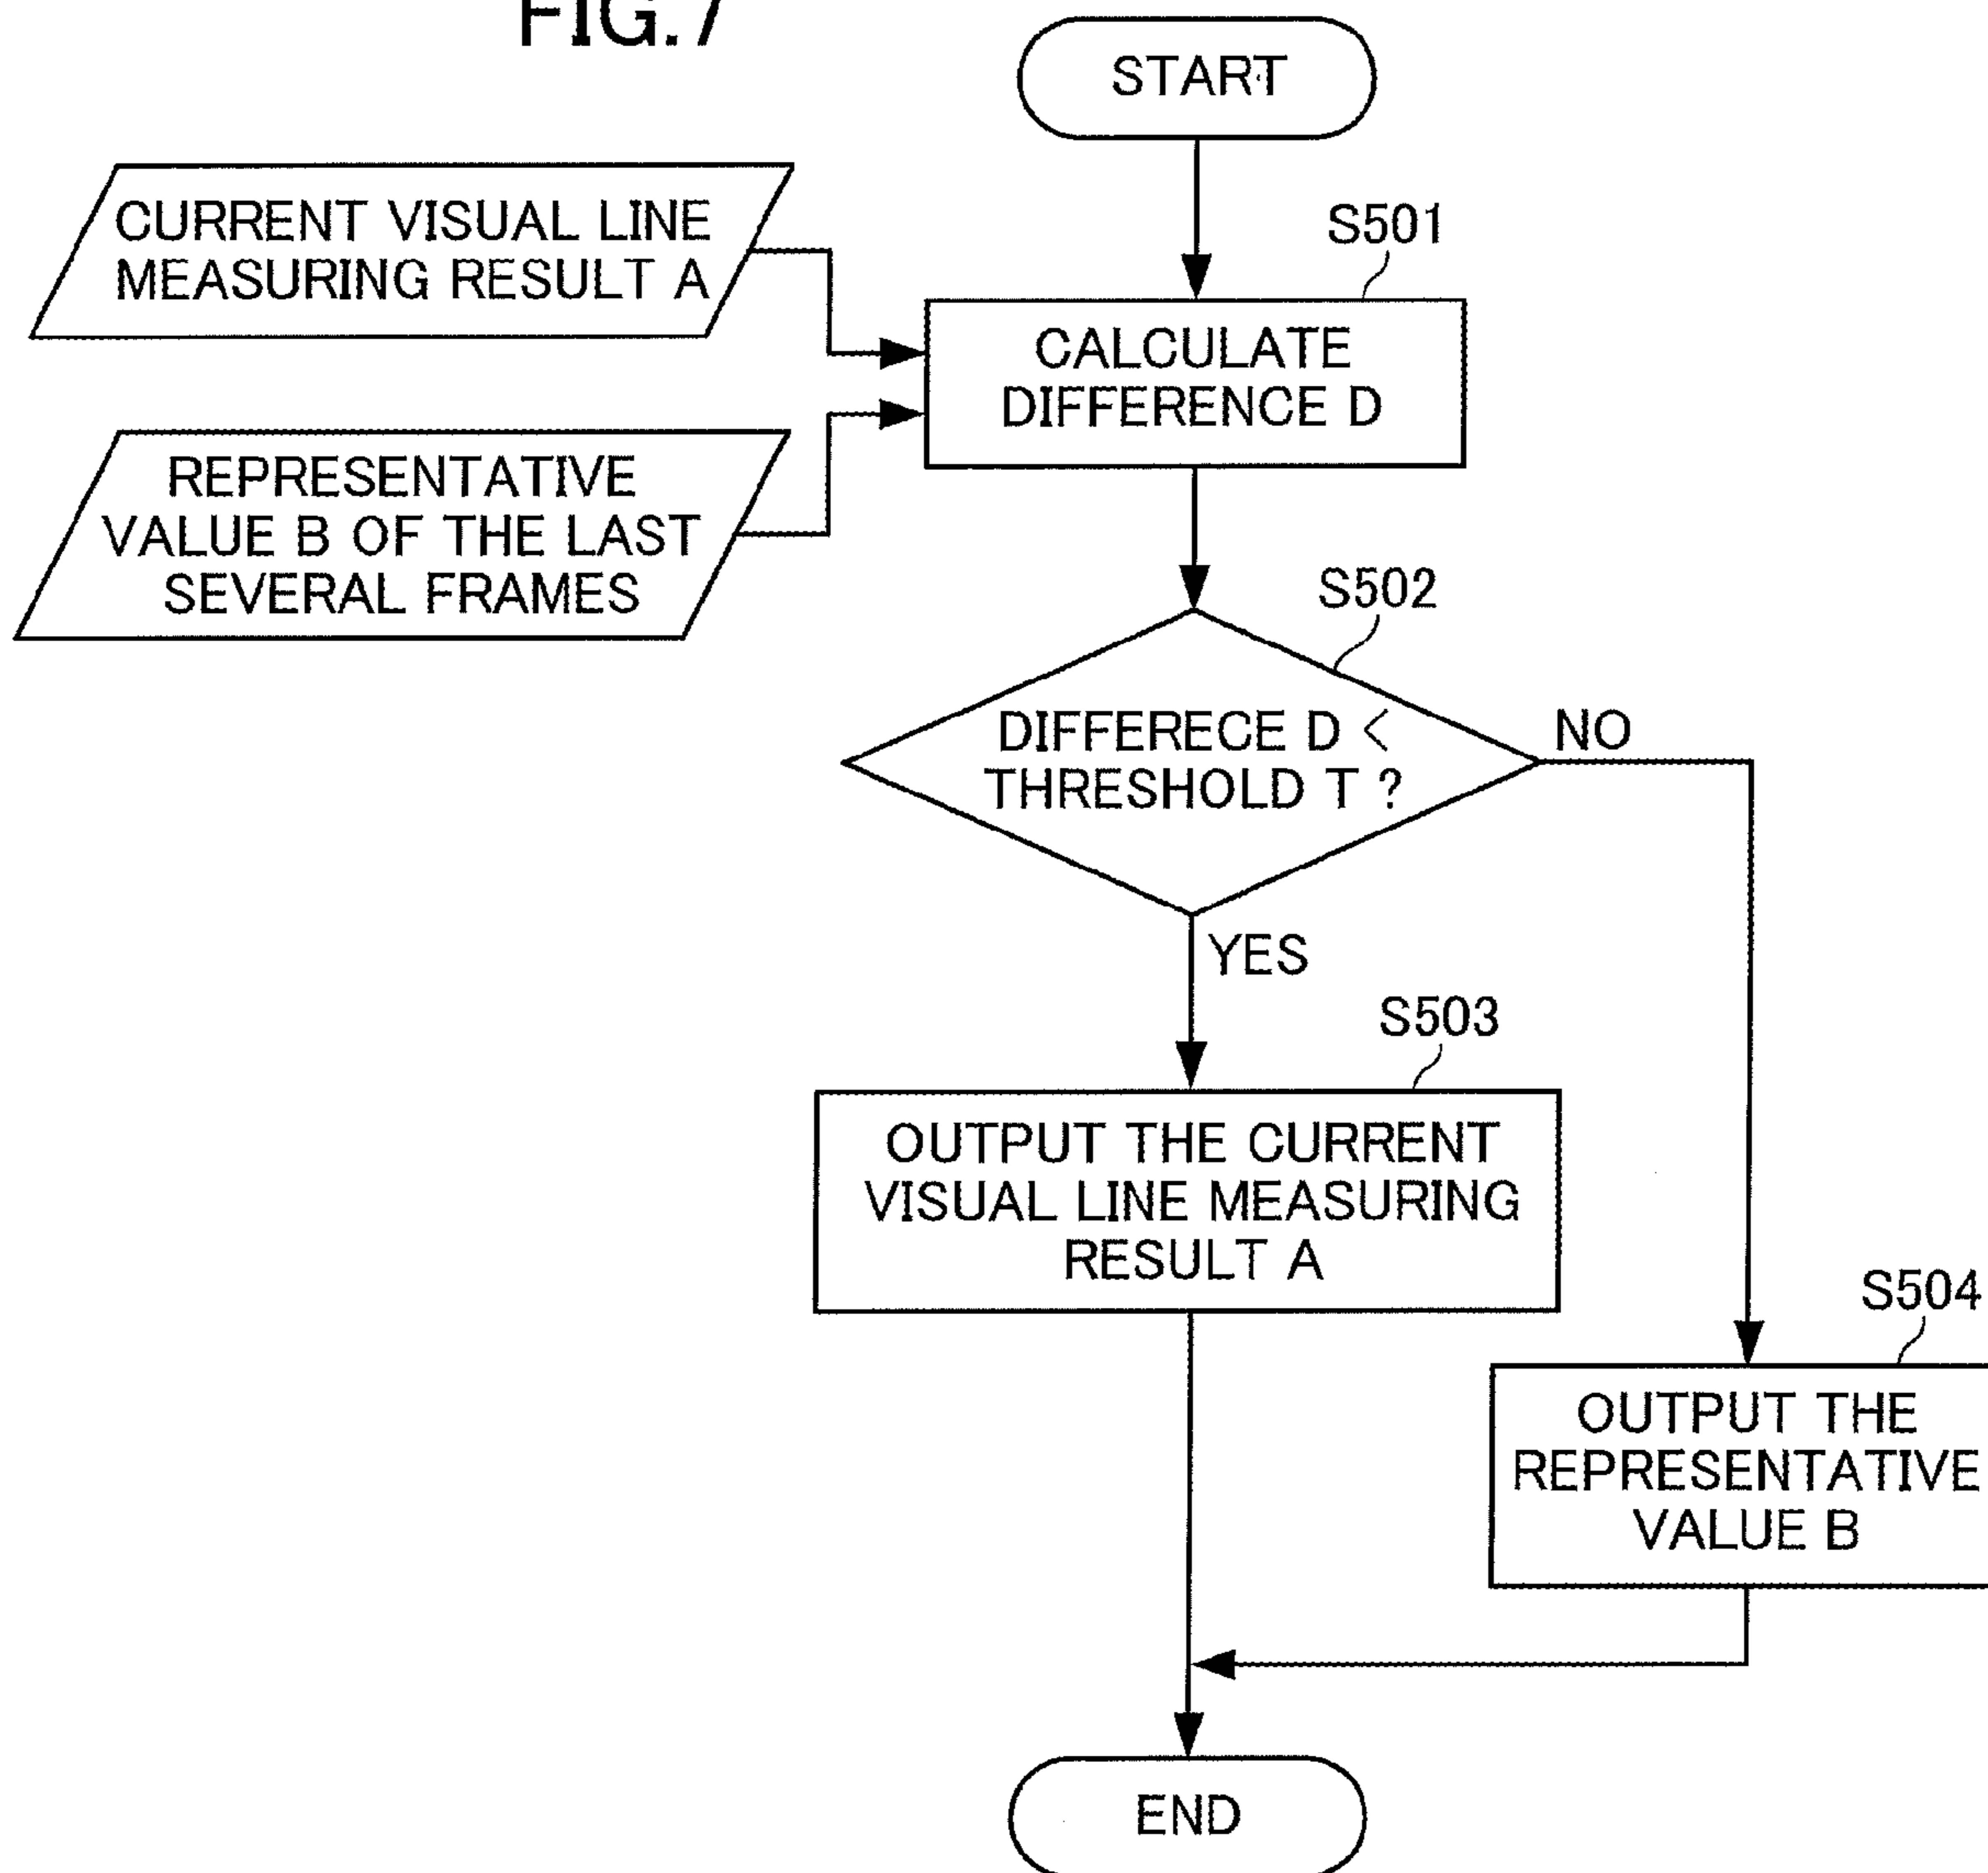 FIG.7
START
CURRENT VISUAL LINE
MEASURING RESULT A
S501
CALCULATE
DIFFERENCE D
REPRESENTATIVE
VALUE B OF THE LAST
SEVERAL FRAMES
S502
DIFFERECE D <
THRESHOLD T ?
NO
YES
S503
OUTPUT THE CURRENT
VISUAL LINE MEASURING
RESULT A
S504
OUTPUT THE
REPRESENTATIVE
VALUE B
END